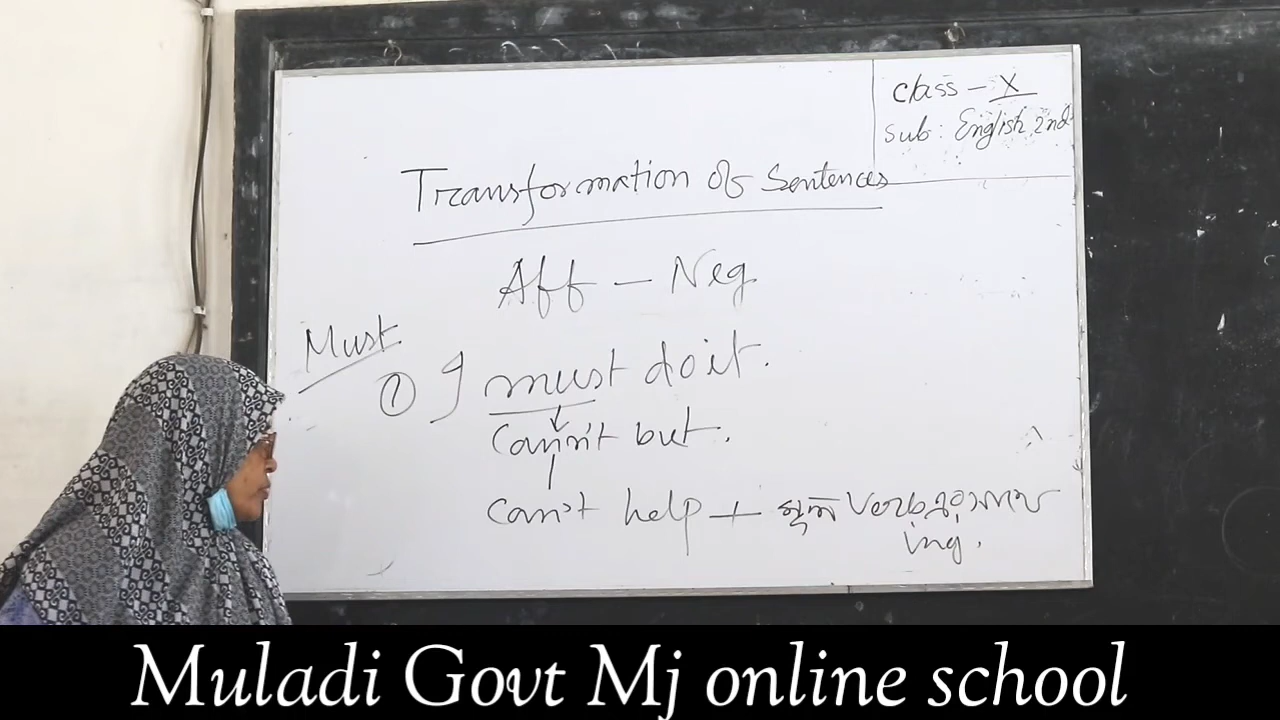 Class - X
Sub : English 2nd
Transformation of Sentences
Aff - Neg
Must
① I must do it.
Cann't but.
Can't help + মূল Verb এর সাথে
ing.
Muladi Govt Mj online school